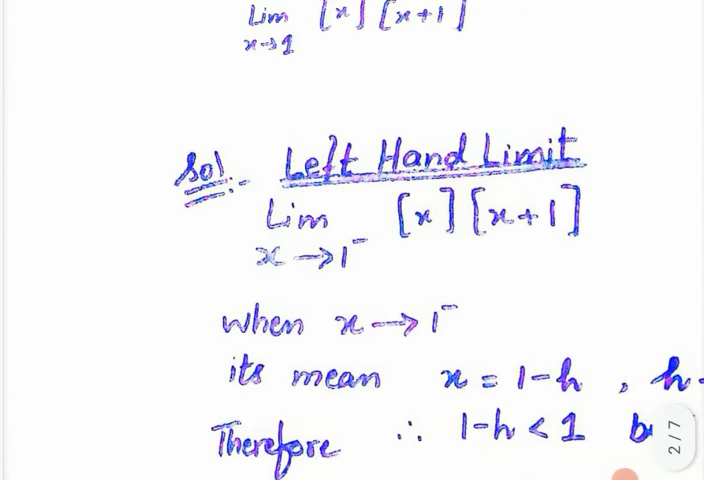 Lim [x] [x+1]
x→1
Sol:- Left Hand Limit
Lim [x] [x+1]
x→1⁻
when x→1⁻
its mean x = 1-h , h
Therefore ∴ 1-h < 1
2/7